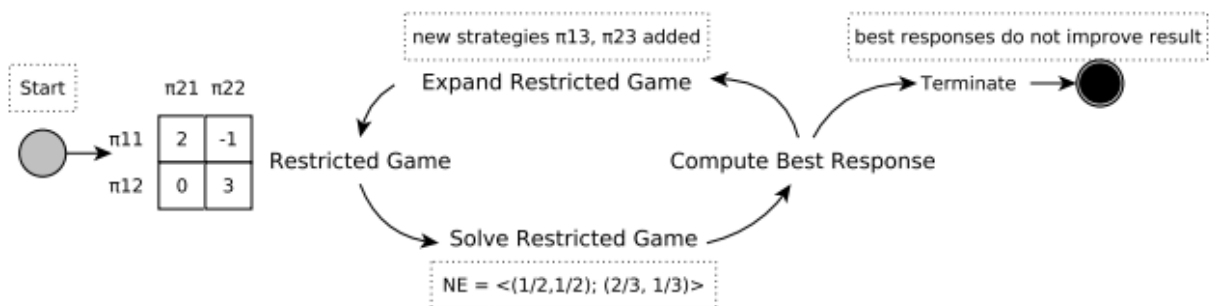 new strategies π13, π23 added
best responses do not improve result
Start
π21 π22
Expand Restricted Game
Terminate
π11 2 -1
Restricted Game
Compute Best Response
π12 0 3
Solve Restricted Game
NE = <(1/2,1/2); (2/3, 1/3)>